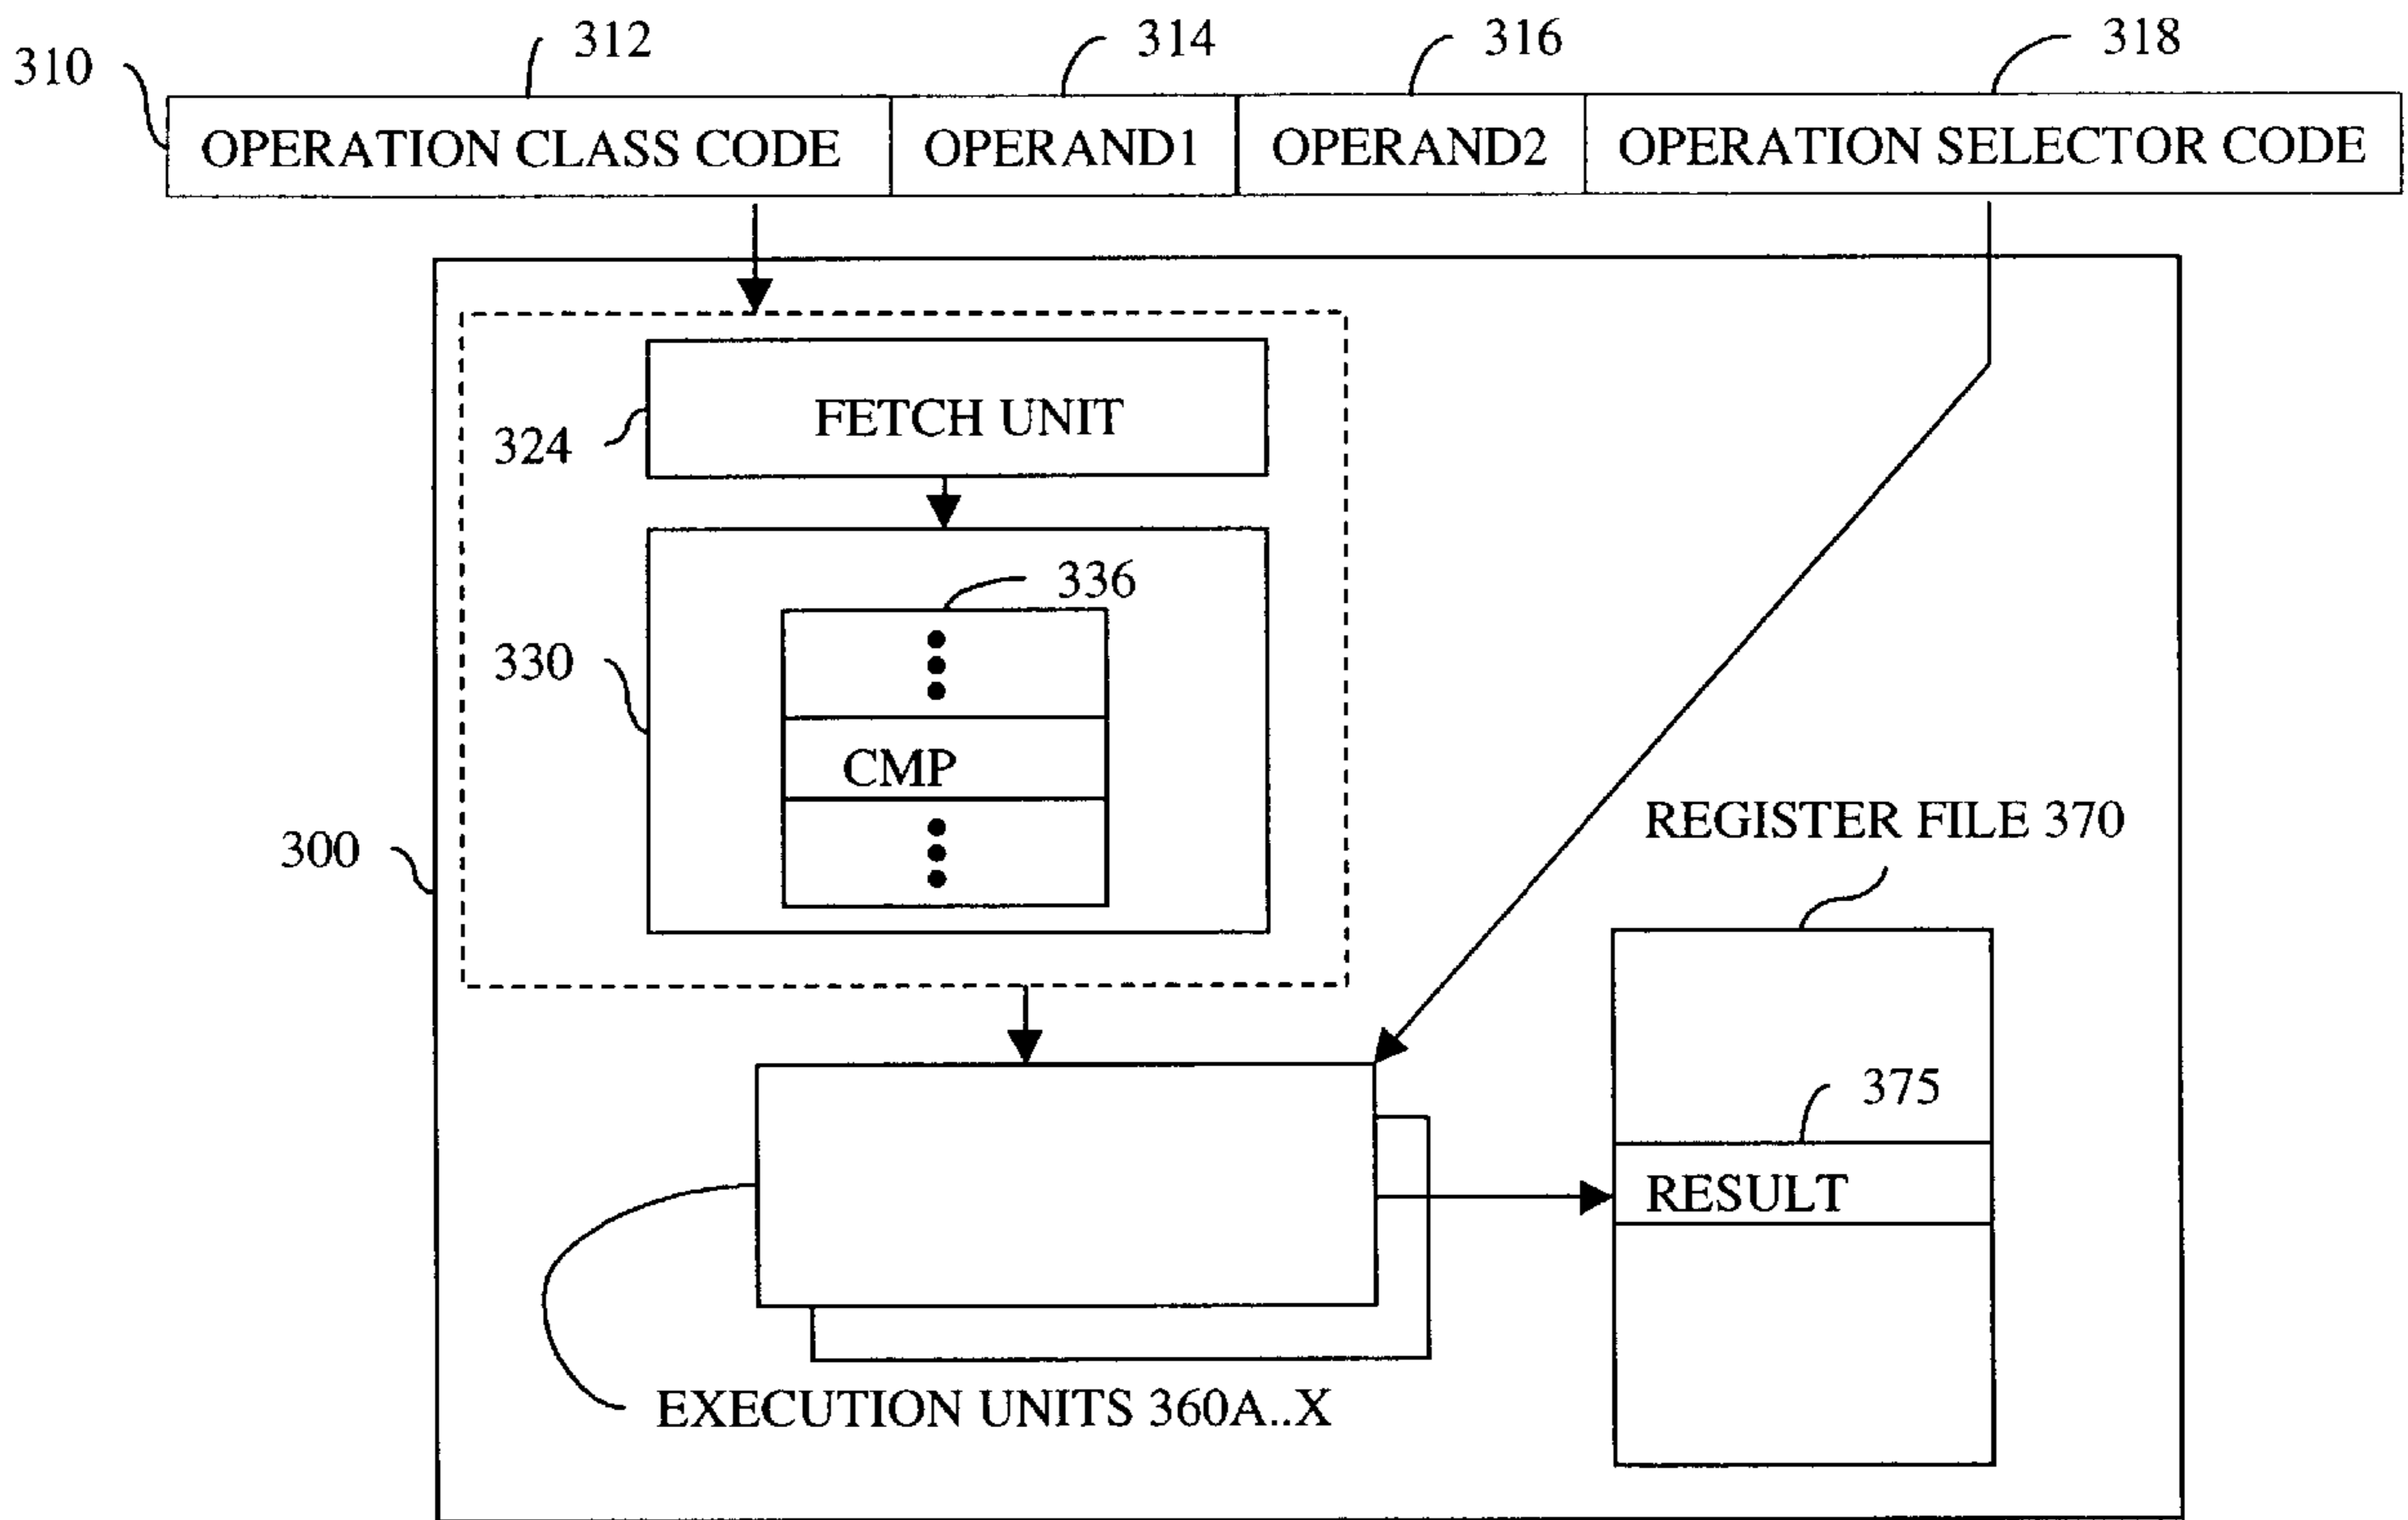 312 314 316 318
310
OPERATION CLASS CODE OPERAND1 OPERAND2 OPERATION SELECTOR CODE
FETCH UNIT
324
336
330
CMP
REGISTER FILE 370
300
375
RESULT
EXECUTION UNITS 360A..X